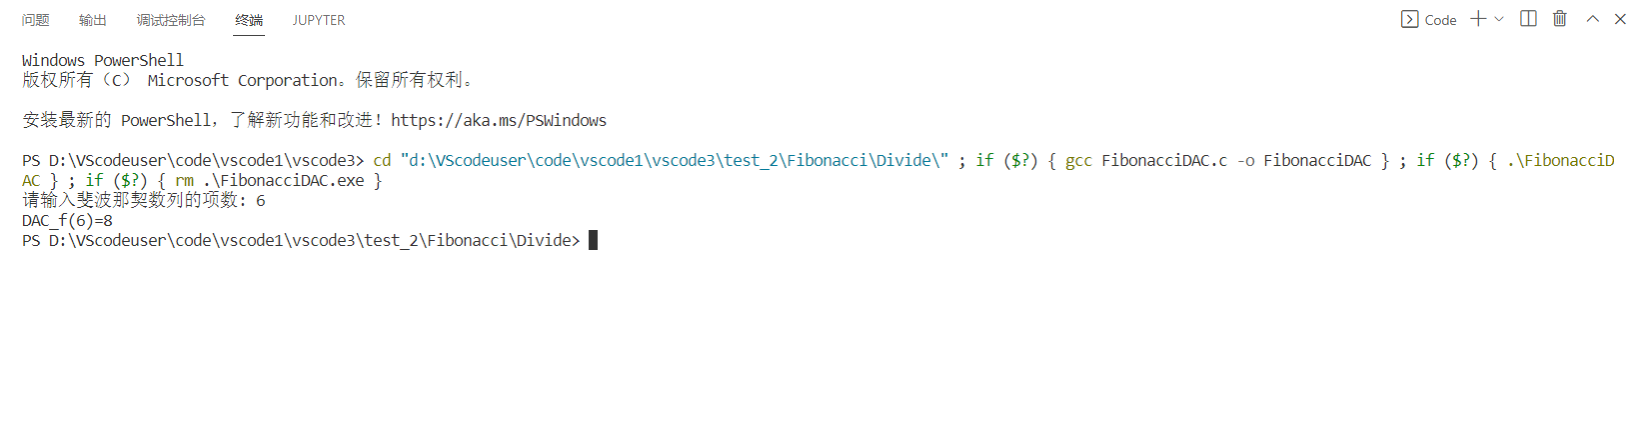 问题 输出 调试控制台 终端 JUPYTER Code
Windows PowerShell
版权所有（C） Microsoft Corporation。保留所有权利。
安装最新的 PowerShell，了解新功能和改进！https://aka.ms/PSWindows
PS D:\VScodeuser\code\vscode1\vscode3> cd "d:\VScodeuser\code\vscode1\vscode3\test_2\Fibonacci\Divide\" ; if ($?) { gcc FibonacciDAC.c -o FibonacciDAC } ; if ($?) { .\FibonacciD
AC } ; if ($?) { rm .\FibonacciDAC.exe }
请输入斐波那契数列的项数: 6
DAC_f(6)=8
PS D:\VScodeuser\code\vscode1\vscode3\test_2\Fibonacci\Divide>